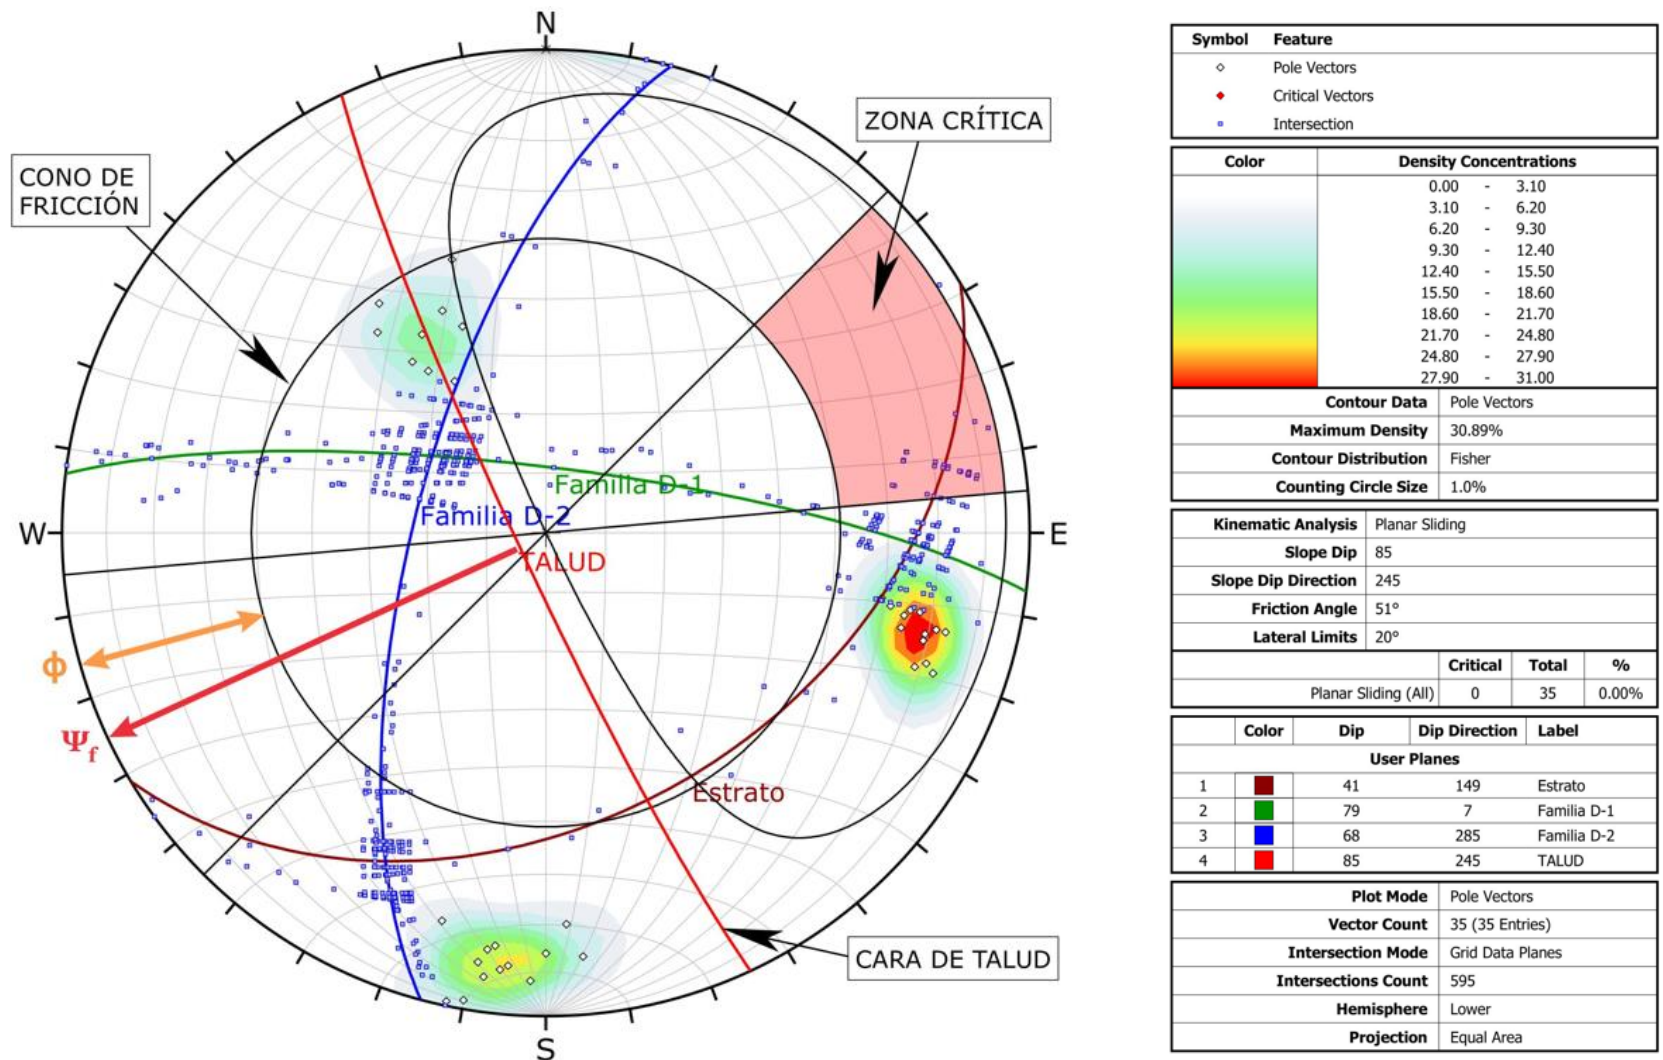 N
ZONA CRÍTICA
CONO DE
FRICCIÓN
Familia D-1
Familia D-2
W
E
TALUD
ϕ
Ψf
Estrato
CARA DE TALUD
S
Symbol Feature
Pole Vectors
Critical Vectors
Intersection
Color Density Concentrations
0.00 - 3.10
3.10 - 6.20
6.20 - 9.30
9.30 - 12.40
12.40 - 15.50
15.50 - 18.60
18.60 - 21.70
21.70 - 24.80
24.80 - 27.90
27.90 - 31.00
Contour Data Pole Vectors
Maximum Density 30.89%
Contour Distribution Fisher
Counting Circle Size 1.0%
Kinematic Analysis Planar Sliding
Slope Dip 85
Slope Dip Direction 245
Friction Angle 51°
Lateral Limits 20°
Critical Total %
Planar Sliding (All) 0 35 0.00%
Color Dip Dip Direction Label
User Planes
1 41 149 Estrato
2 79 7 Familia D-1
3 68 285 Familia D-2
4 85 245 TALUD
Plot Mode Pole Vectors
Vector Count 35 (35 Entries)
Intersection Mode Grid Data Planes
Intersections Count 595
Hemisphere Lower
Projection Equal Area